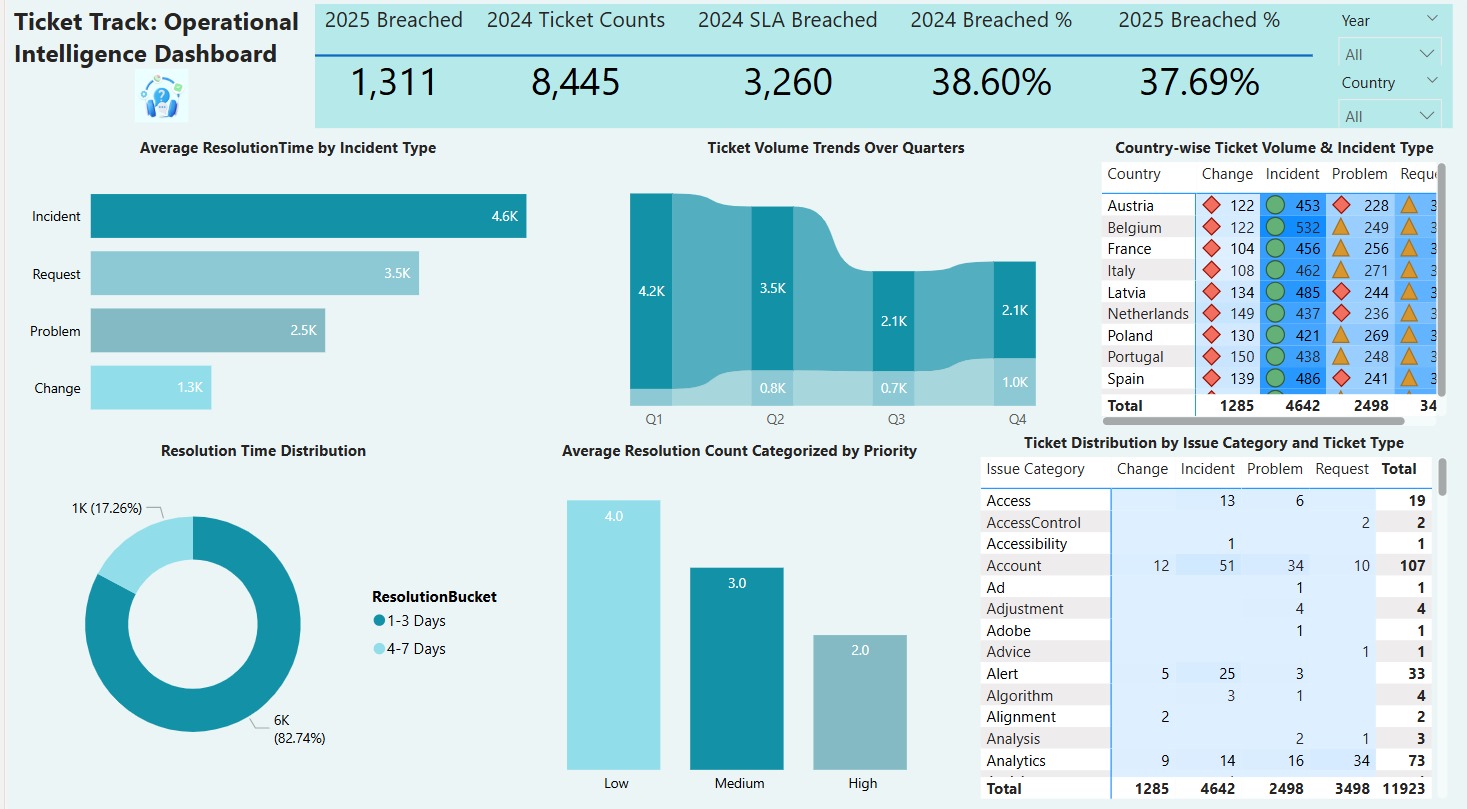 Ticket Track: Operational
Intelligence Dashboard
2025 Breached 2024 Ticket Counts 2024 SLA Breached 2024 Breached % 2025 Breached %
1,311 8,445 3,260 38.60% 37.69%
Year
All
Country
All
Average ResolutionTime by Incident Type
Incident 4.6K
Request 3.5K
Problem 2.5K
Change 1.3K
Ticket Volume Trends Over Quarters
4.2K 3.5K 2.1K 2.1K
0.8K 0.7K 1.0K
Q1 Q2 Q3 Q4
Country-wise Ticket Volume & Incident Type
Country Change Incident Problem Reque
Austria 122 453 228 3
Belgium 122 532 249 3
France 104 456 256 3
Italy 108 462 271 3
Latvia 134 485 244 3
Netherlands 149 437 236 3
Poland 130 421 269 3
Portugal 150 438 248 3
Spain 139 486 241 3
Total 1285 4642 2498 34
Resolution Time Distribution
1K (17.26%)
6K
(82.74%)
ResolutionBucket
1-3 Days
4-7 Days
Average Resolution Count Categorized by Priority
4.0 3.0 2.0
Low Medium High
Ticket Distribution by Issue Category and Ticket Type
Issue Category Change Incident Problem Request Total
Access 13 6 19
AccessControl 2 2
Accessibility 1 1
Account 12 51 34 10 107
Ad 1 1
Adjustment 4 4
Adobe 1 1
Advice 1 1
Alert 5 25 3 33
Algorithm 3 1 4
Alignment 2 2
Analysis 2 1 3
Analytics 9 14 16 34 73
Total 1285 4642 2498 3498 11923